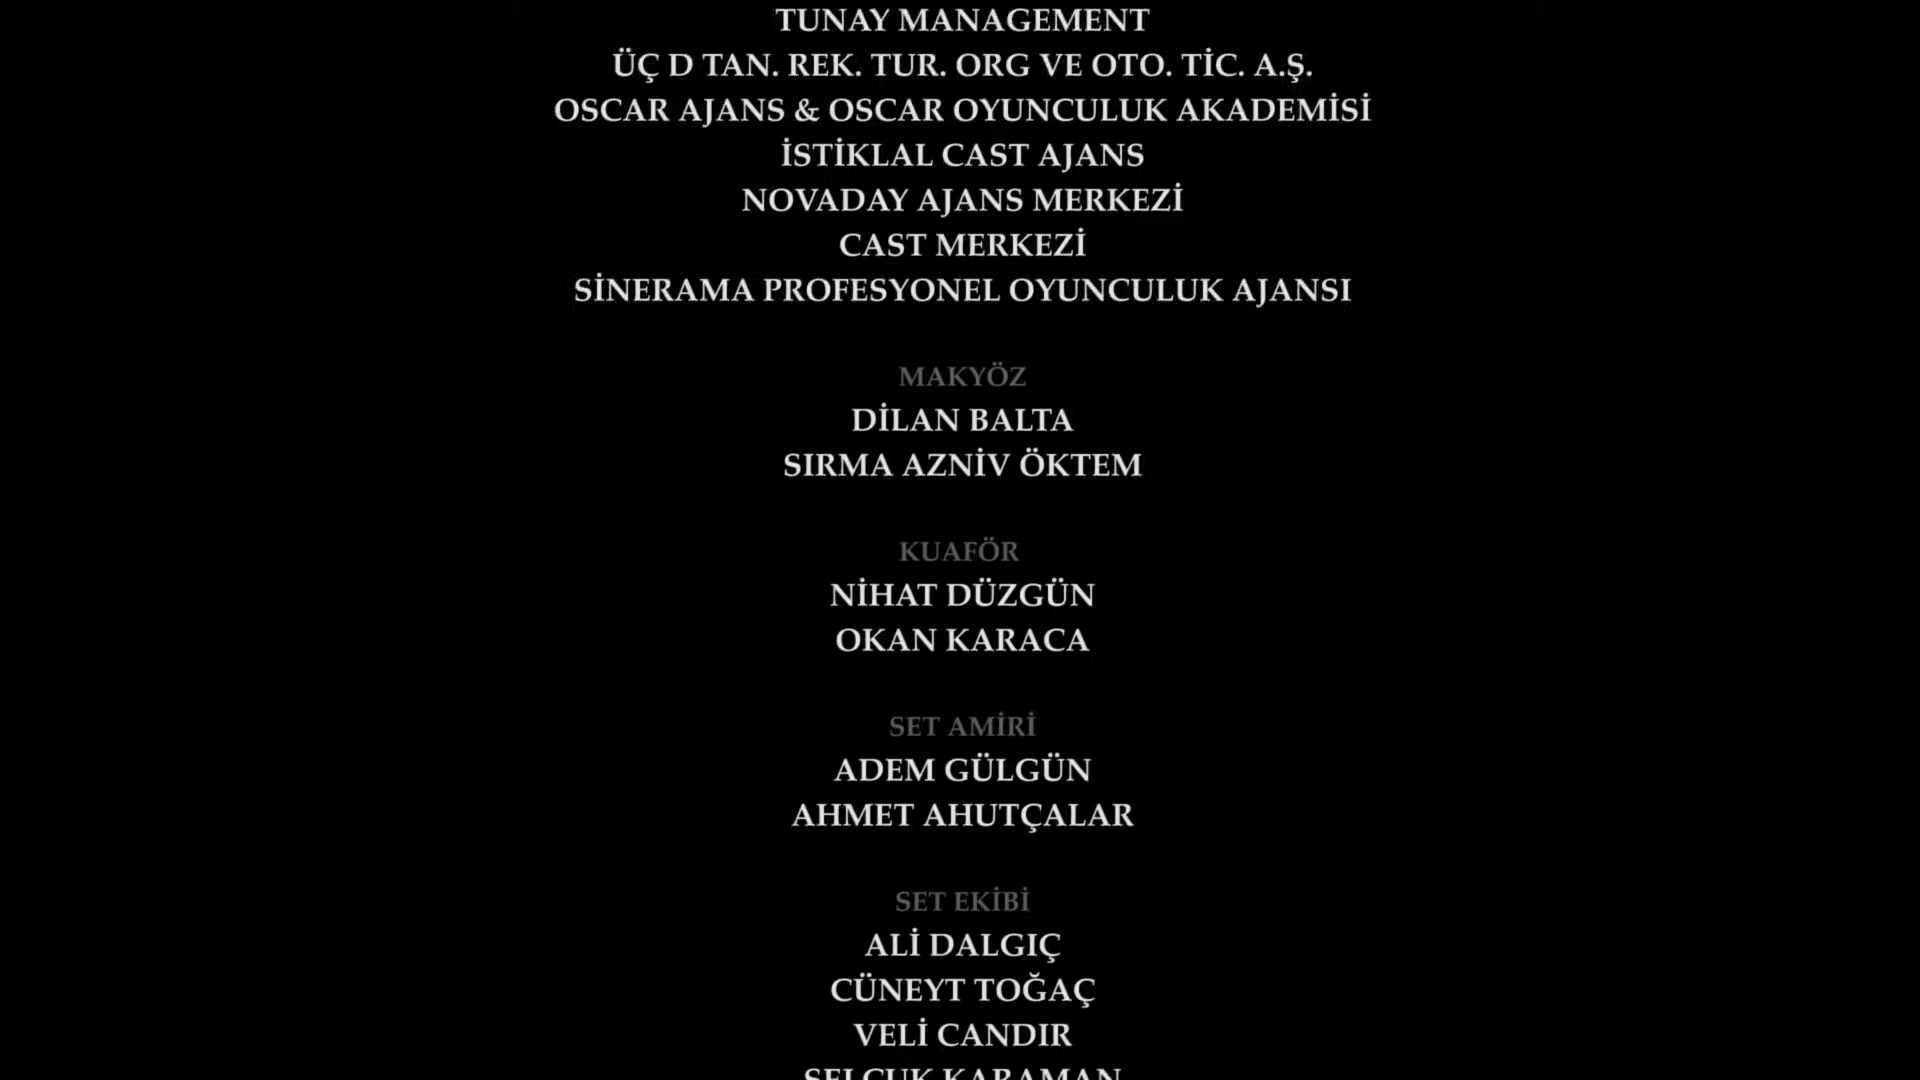 TUNAY MANAGEMENT
ÜÇ D TAN. REK. TUR. ORG VE OTO. TİC. A.Ş.
OSCAR AJANS & OSCAR OYUNCULUK AKADEMİSİ
İSTİKLAL CAST AJANS
NOVADAY AJANS MERKEZİ
CAST MERKEZİ
SİNERAMA PROFESYONEL OYUNCULUK AJANSI
MAKYÖZ
DİLAN BALTA
SIRMA AZNİV ÖKTEM
KUAFÖR
NİHAT DÜZGÜN
OKAN KARACA
SET AMİRİ
ADEM GÜLGÜN
AHMET AHUTÇALAR
SET EKİBİ
ALİ DALGIÇ
CÜNEYT TOĞAÇ
VELİ CANDIR
SELÇUK KARAMAN